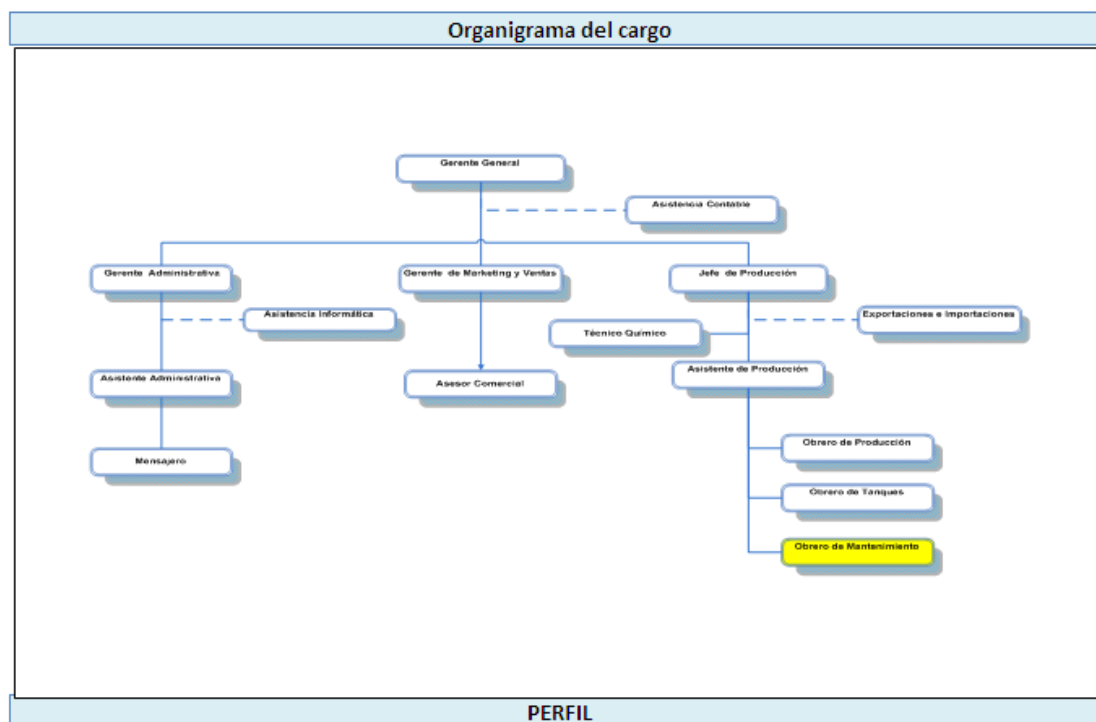 Organigrama del cargo
Gerente General
Asistencia Contable
Gerente Administrativa
Gerente de Marketing y Ventas
Jefe de Producción
Asistencia Informática
Exportaciones e Importaciones
Técnico Químico
Asistente de Producción
Asistente Administrativa
Asesor Comercial
Obrero de Producción
Mensajero
Obrero de Tanques
Obrero de Mantenimiento
PERFIL